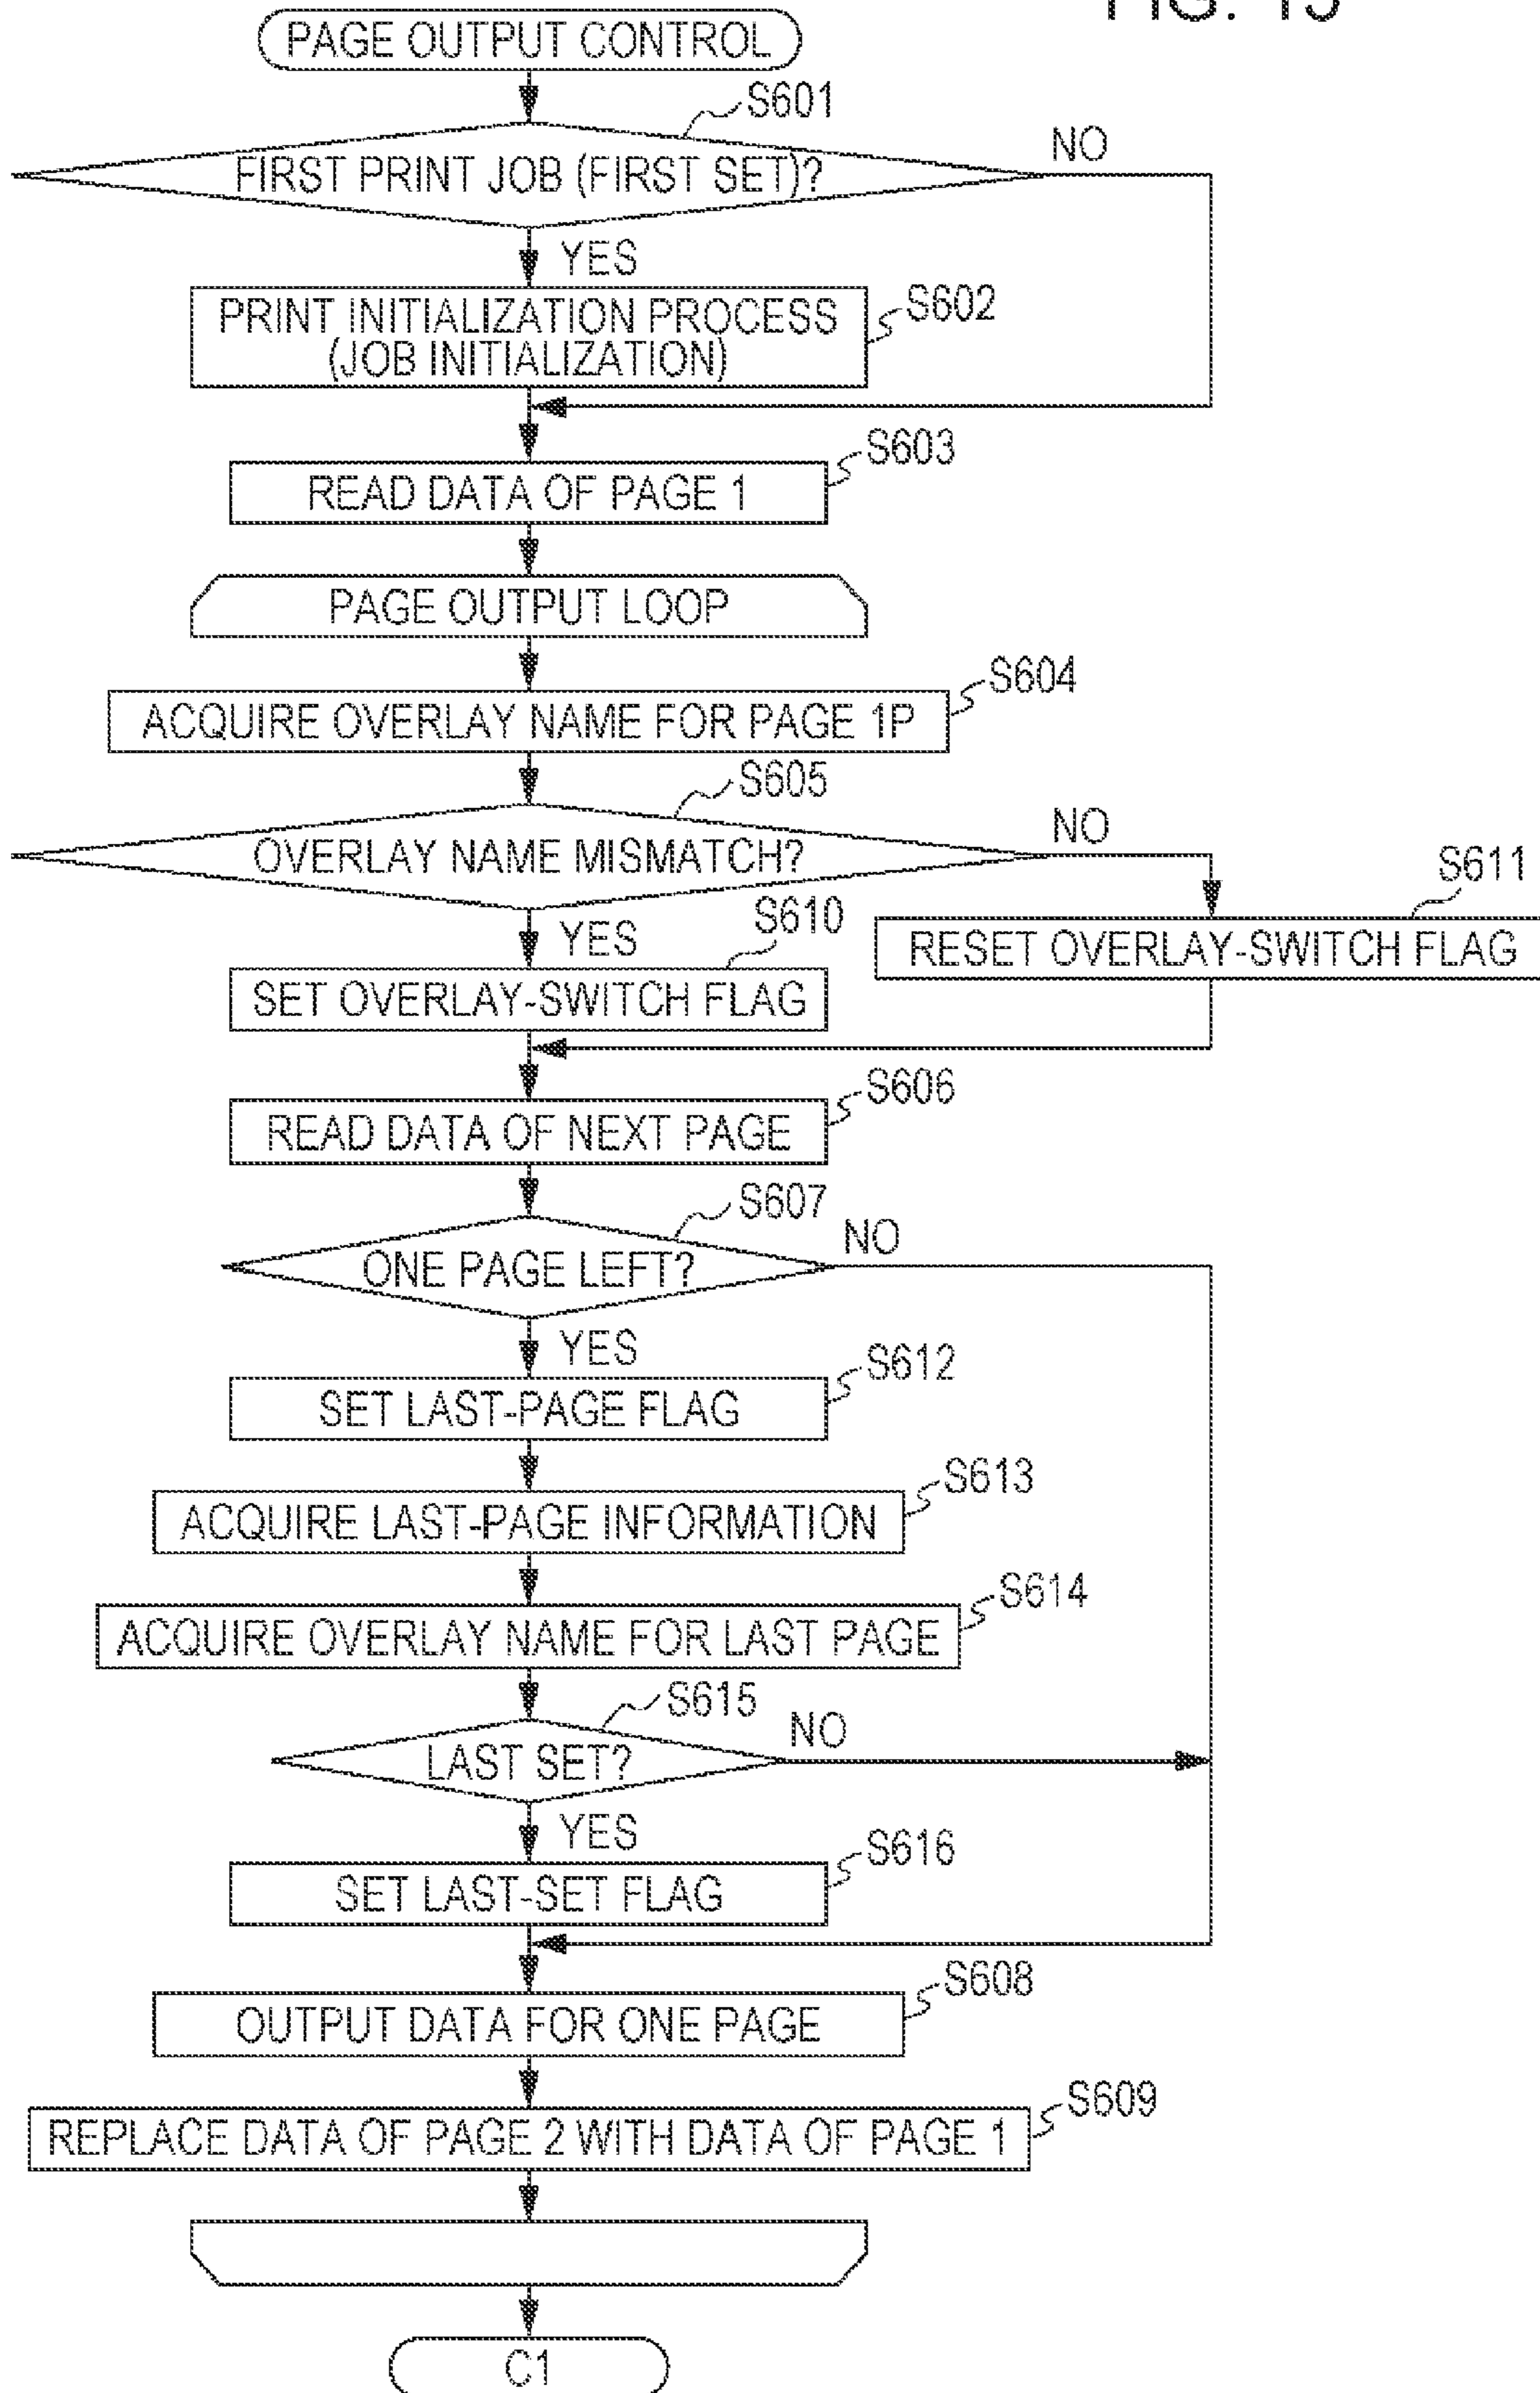 FIG. 15
PAGE OUTPUT CONTROL
S601
FIRST PRINT JOB (FIRST SET)?
NO
YES
PRINT INITIALIZATION PROCESS
(JOB INITIALIZATION)
S602
S603
READ DATA OF PAGE 1
PAGE OUTPUT LOOP
S604
ACQUIRE OVERLAY NAME FOR PAGE 1P
S605
OVERLAY NAME MISMATCH?
NO
S611
YES
S610
RESET OVERLAY-SWITCH FLAG
SET OVERLAY-SWITCH FLAG
S606
READ DATA OF NEXT PAGE
S607
ONE PAGE LEFT?
NO
YES
S612
SET LAST-PAGE FLAG
S613
ACQUIRE LAST-PAGE INFORMATION
S614
ACQUIRE OVERLAY NAME FOR LAST PAGE
S615
LAST SET?
NO
YES
S616
SET LAST-SET FLAG
S608
OUTPUT DATA FOR ONE PAGE
S609
REPLACE DATA OF PAGE 2 WITH DATA OF PAGE 1
C1